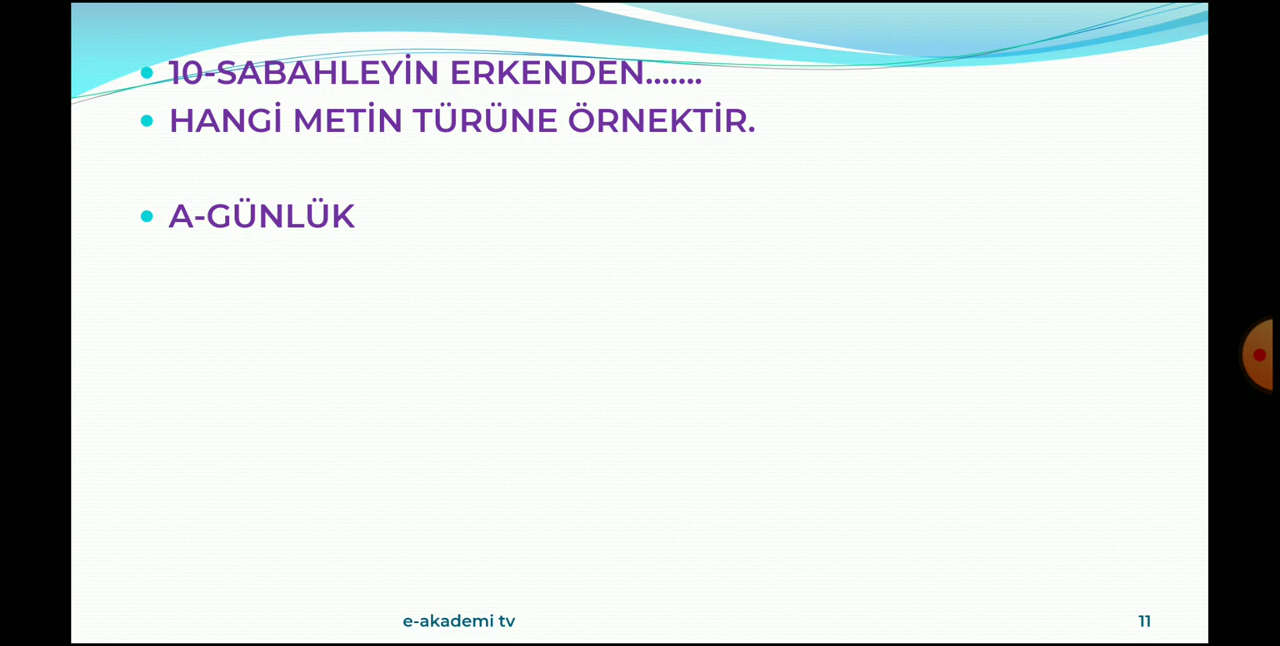 10-SABAHLEYİN ERKENDEN.......
HANGİ METİN TÜRÜNE ÖRNEKTİR.
A-GÜNLÜK
e-akademi tv
11